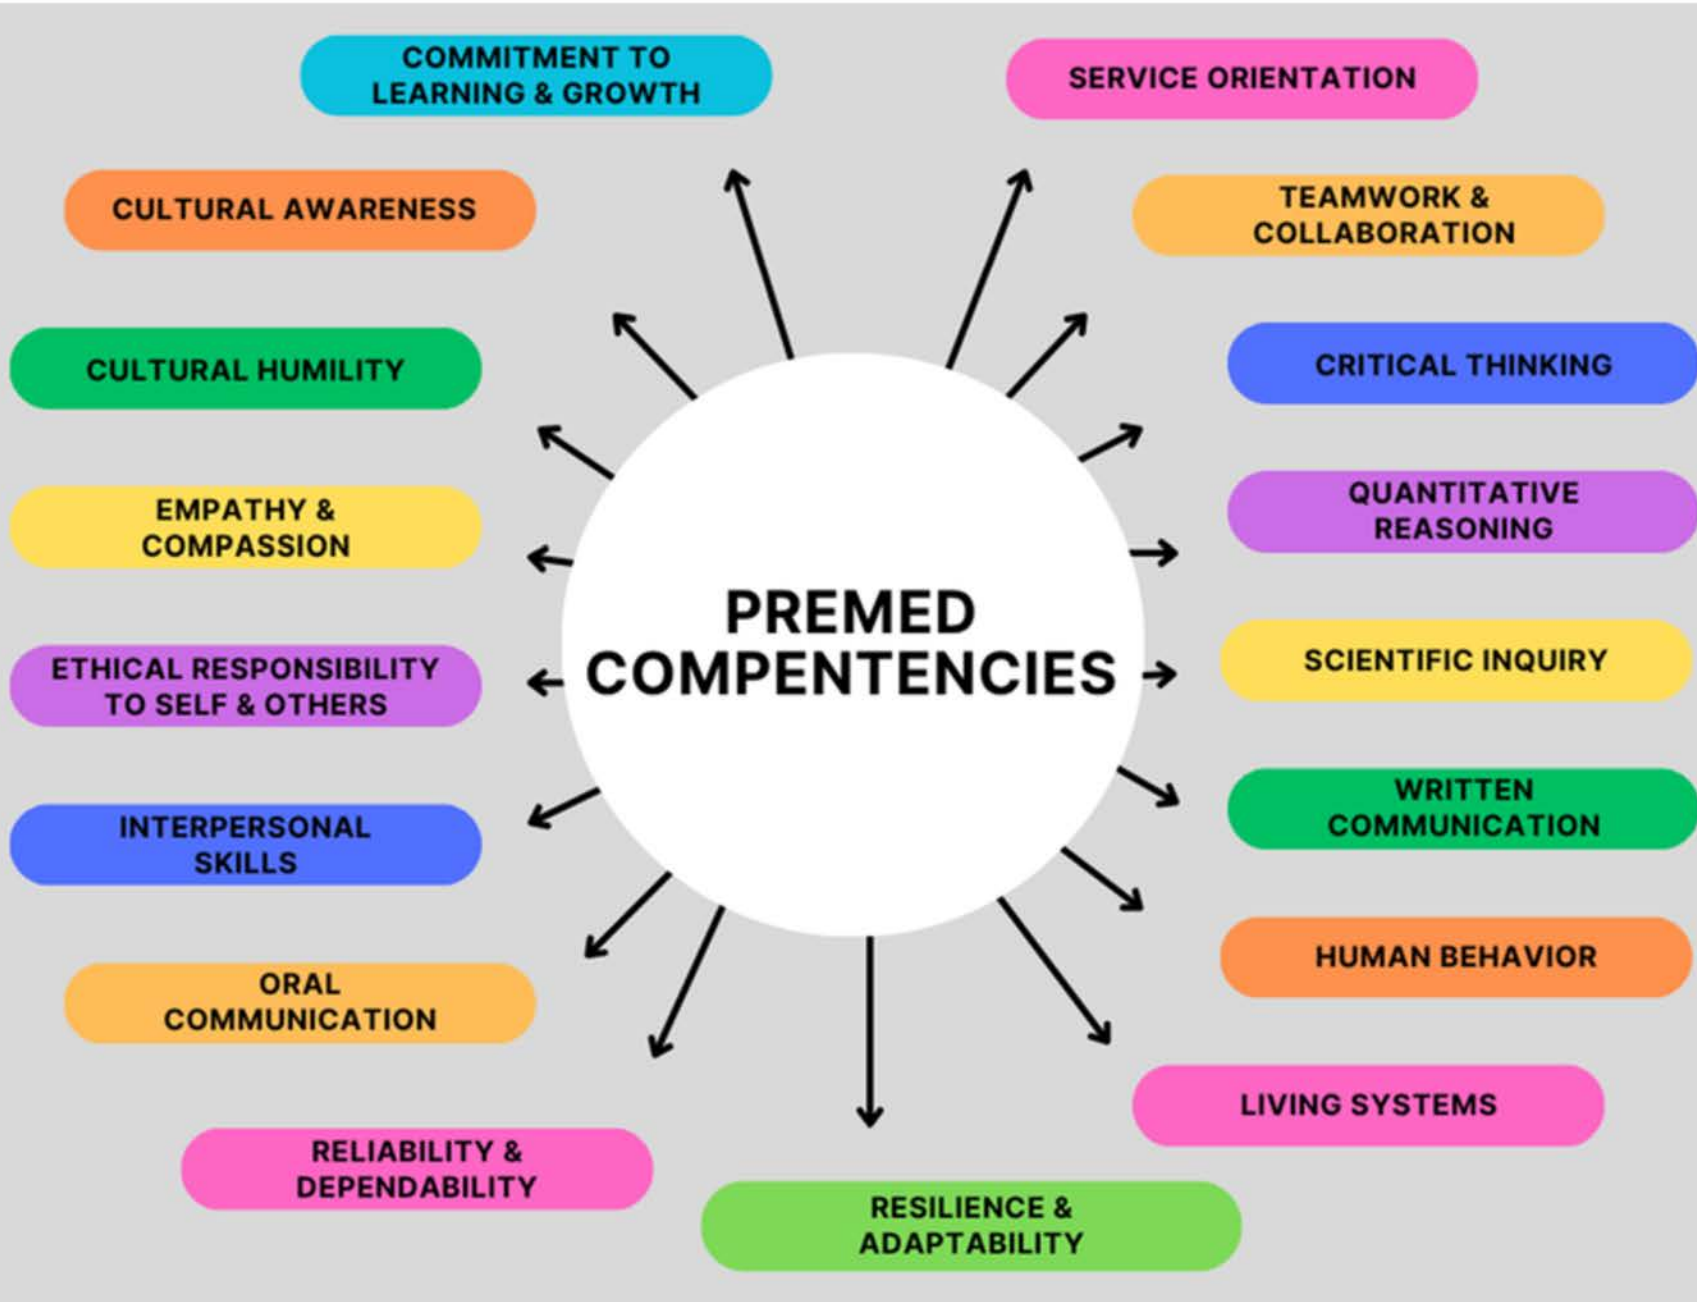 COMMITMENT TO
LEARNING & GROWTH
SERVICE ORIENTATION
CULTURAL AWARENESS
TEAMWORK &
COLLABORATION
CULTURAL HUMILITY
CRITICAL THINKING
EMPATHY &
COMPASSION
QUANTITATIVE
REASONING
PREMED
COMPENTENCIES
ETHICAL RESPONSIBILITY
TO SELF & OTHERS
SCIENTIFIC INQUIRY
INTERPERSONAL
SKILLS
WRITTEN
COMMUNICATION
ORAL
COMMUNICATION
HUMAN BEHAVIOR
RELIABILITY &
DEPENDABILITY
LIVING SYSTEMS
RESILIENCE &
ADAPTABILITY